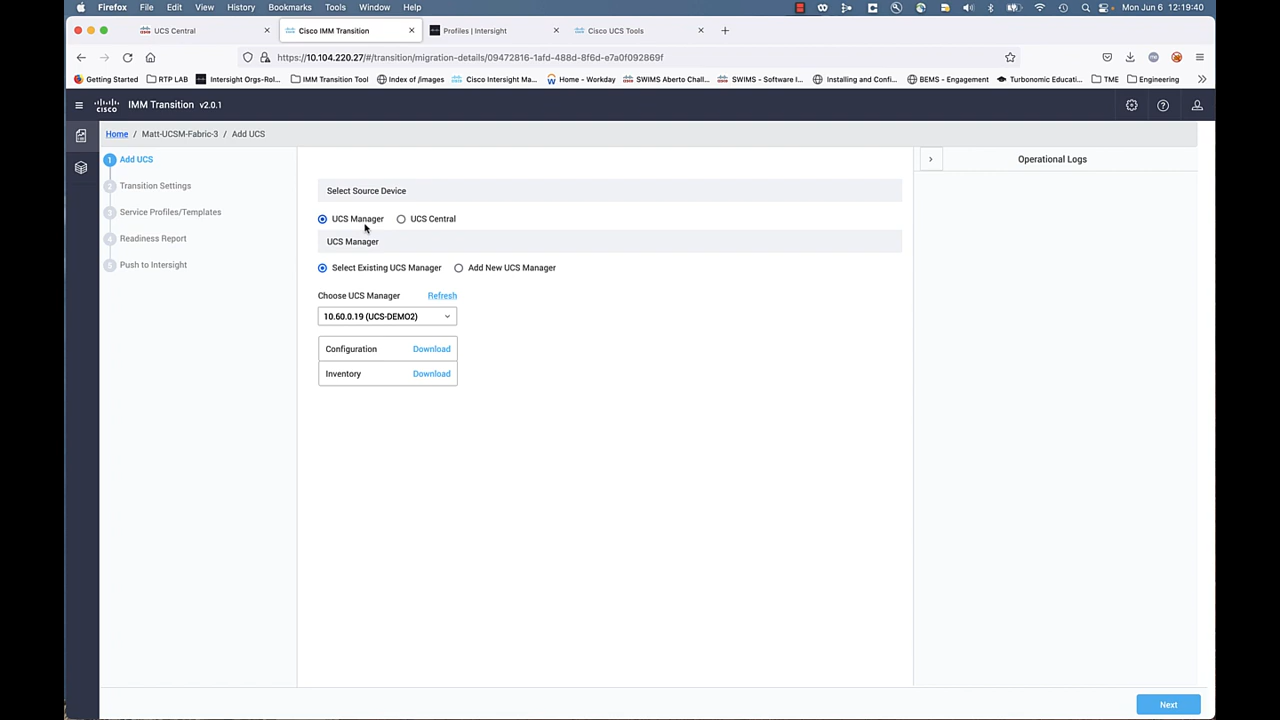 Firefox File Edit View History Bookmarks Tools Window Help Mon Jun 6 12:19:40
UCS Central Cisco IMM Transition Profiles | Intersight Cisco UCS Tools
https://10.104.220.27/#/transition/migration-details/09472816-1afd-488d-8f6d-e7a0f092869f
Getting Started RTP LAB Intersight Orgs-Rol... IMM Transition Tool Index of /images Cisco Intersight Ma... Home - Workday SWIMS Aberto Chall... SWIMS - Software I... Installing and Confi... BEMS - Engagement Turbonomic Educati... TME Engineering
CISCO IMM Transition v2.0.1
Home / Matt-UCSM-Fabric-3 / Add UCS
1 Add UCS
2 Transition Settings
3 Service Profiles/Templates
4 Readiness Report
5 Push to Intersight
Select Source Device
UCS Manager UCS Central
UCS Manager
Select Existing UCS Manager Add New UCS Manager
Choose UCS Manager Refresh
10.60.0.19 (UCS-DEMO2)
Configuration Download
Inventory Download
Operational Logs
Next